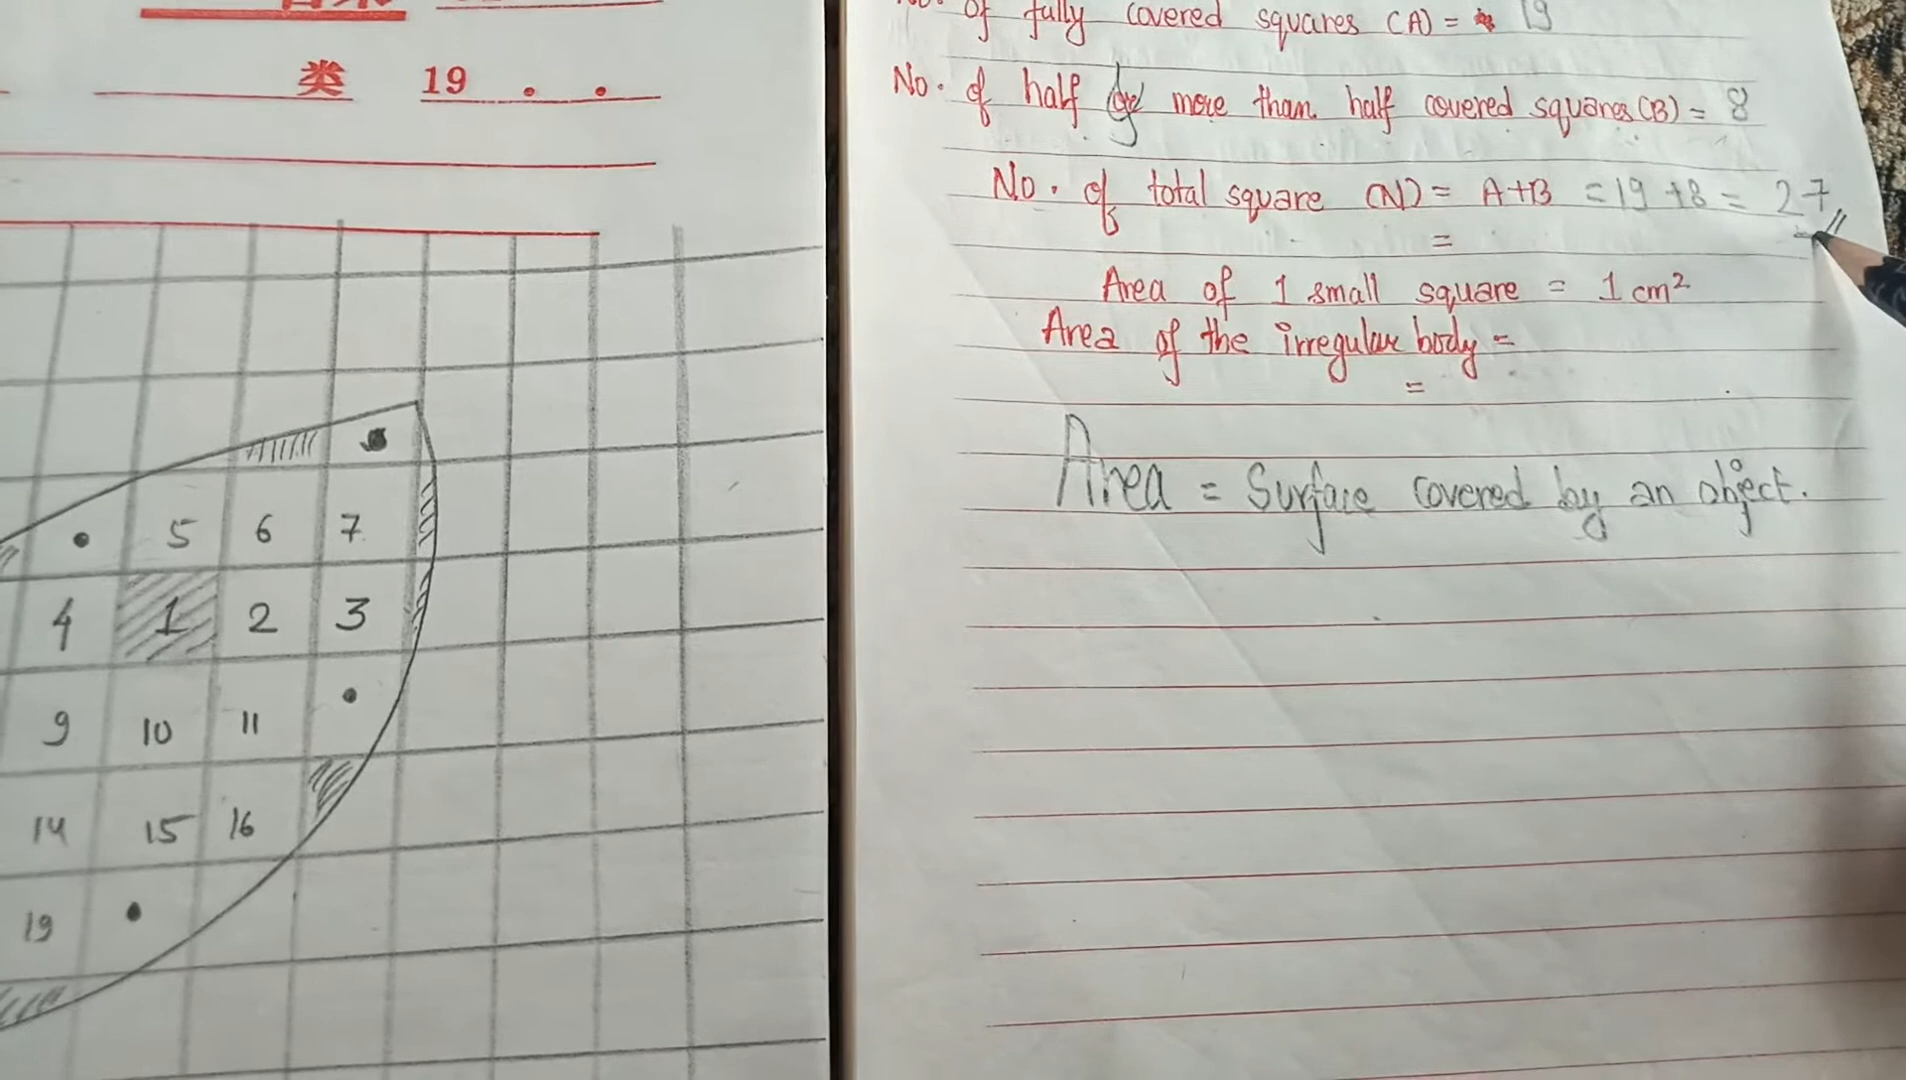 类 19 . .
5 6 7
4 1 2 3
9 10 11
14 15 16
19
of fully covered squares (A) = 19
No. of half or more than half covered squares (B) = 8
No. of total square (N) = A+B = 19 + 8 = 27
=
Area of 1 small square = 1 cm²
Area of the irregular body =
=
Area = Surface covered by an object.